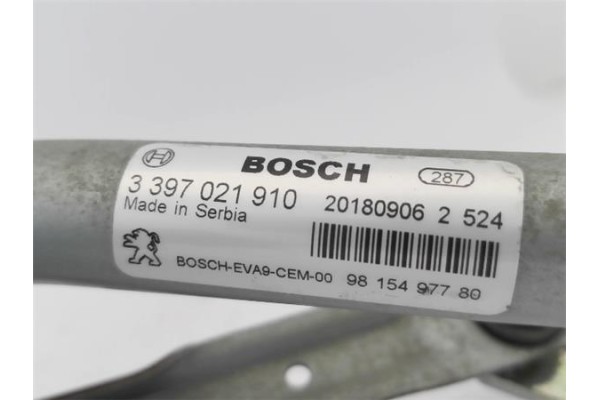 BOSCH 287
3 397 021 910 20180906 2 524
Made in Serbia
BOSCH-EVA9-CEM-00 98 154 977 80